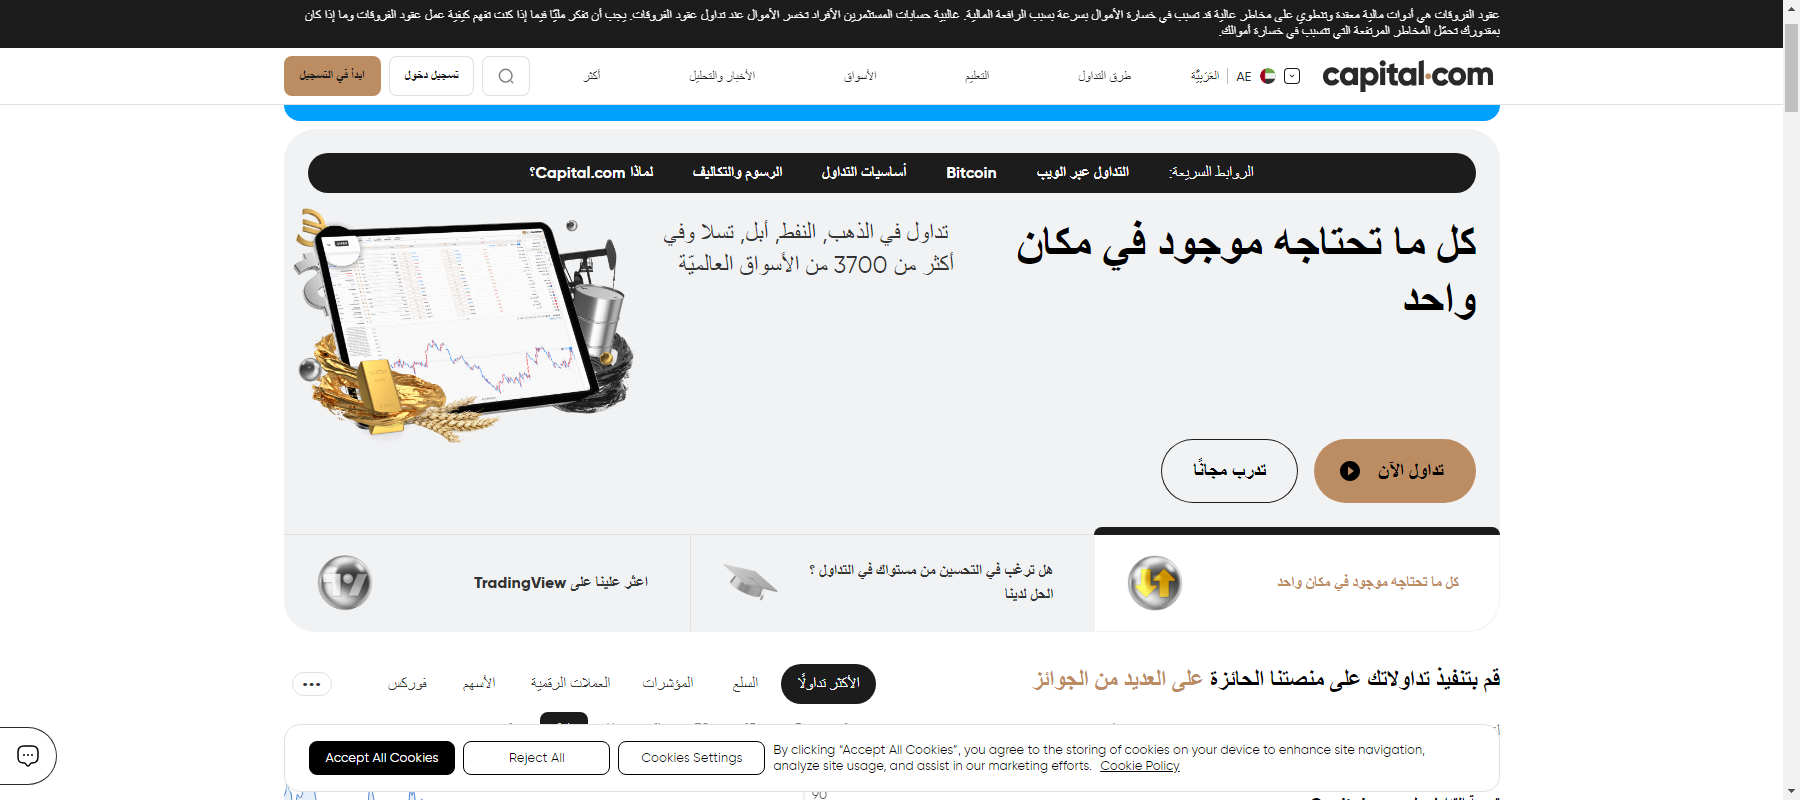 عقود الفروقات هي أدوات مالية معقدة وتنطوي على مخاطر عالية قد تسبب في خسارة الأموال بسرعة بسبب الرافعة المالية. غالبية حسابات المستثمرين الأفراد تخسر الأموال عند تداول عقود الفروقات. يجب أن تفكر مليًا فيما إذا كنت تفهم كيفية عمل عقود الفروقات وما إذا كان
بمقدورك تحمّل المخاطر المرتفعة التي تتسبب في خسارة أموالك.
capital.com
العَرَبِيَّة AE
طرق التداول
التعليم
الأسواق
الأخبار والتحليل
أكثر
تسجيل دخول
ابدأ في التسجيل
الروابط السريعة:
التداول عبر الويب
Bitcoin
أساسيات التداول
الرسوم والتكاليف
لماذا Capital.com؟
كل ما تحتاجه موجود في مكان
واحد
تداول في الذهب, النفط, أبل, تسلا وفي
أكثر من 3700 من الأسواق العالميّة
تداول الآن
تدرب مجانًا
كل ما تحتاجه موجود في مكان واحد
هل ترغب في التحسين من مستواك في التداول ؟
الحل لدينا
اعثر علينا على TradingView
قم بتنفيذ تداولاتك على منصتنا الحائزة على العديد من الجوائز
الأكثر تداولًا
السلع
المؤشرات
العملات الرقمية
الأسهم
فوركس
Accept All Cookies
Reject All
Cookies Settings
By clicking “Accept All Cookies”, you agree to the storing of cookies on your device to enhance site navigation,
analyze site usage, and assist in our marketing efforts. Cookie Policy
90